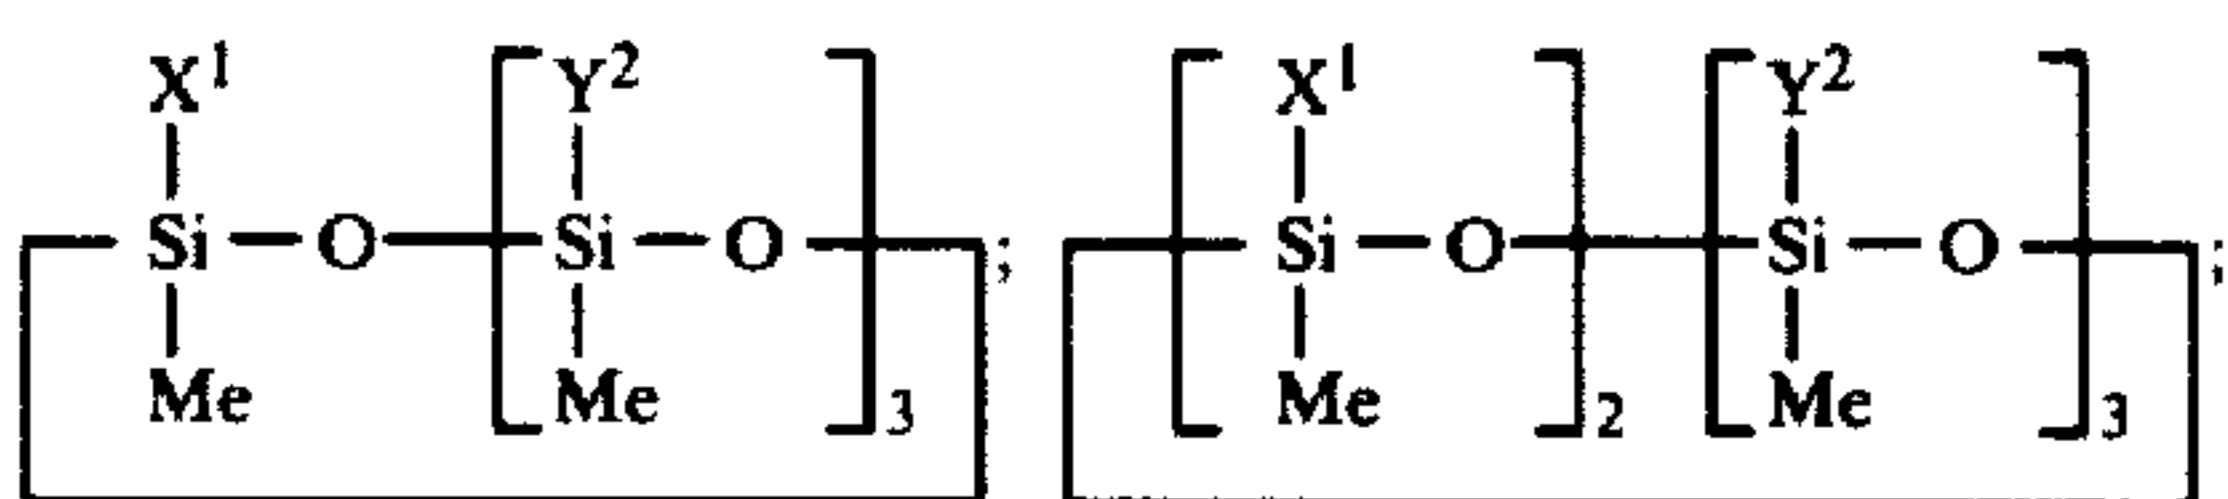 X¹ Y² X¹ Y²
Si — O — Si — O ; Si — O — Si — O ;
Me Me 3 Me 2 Me 3